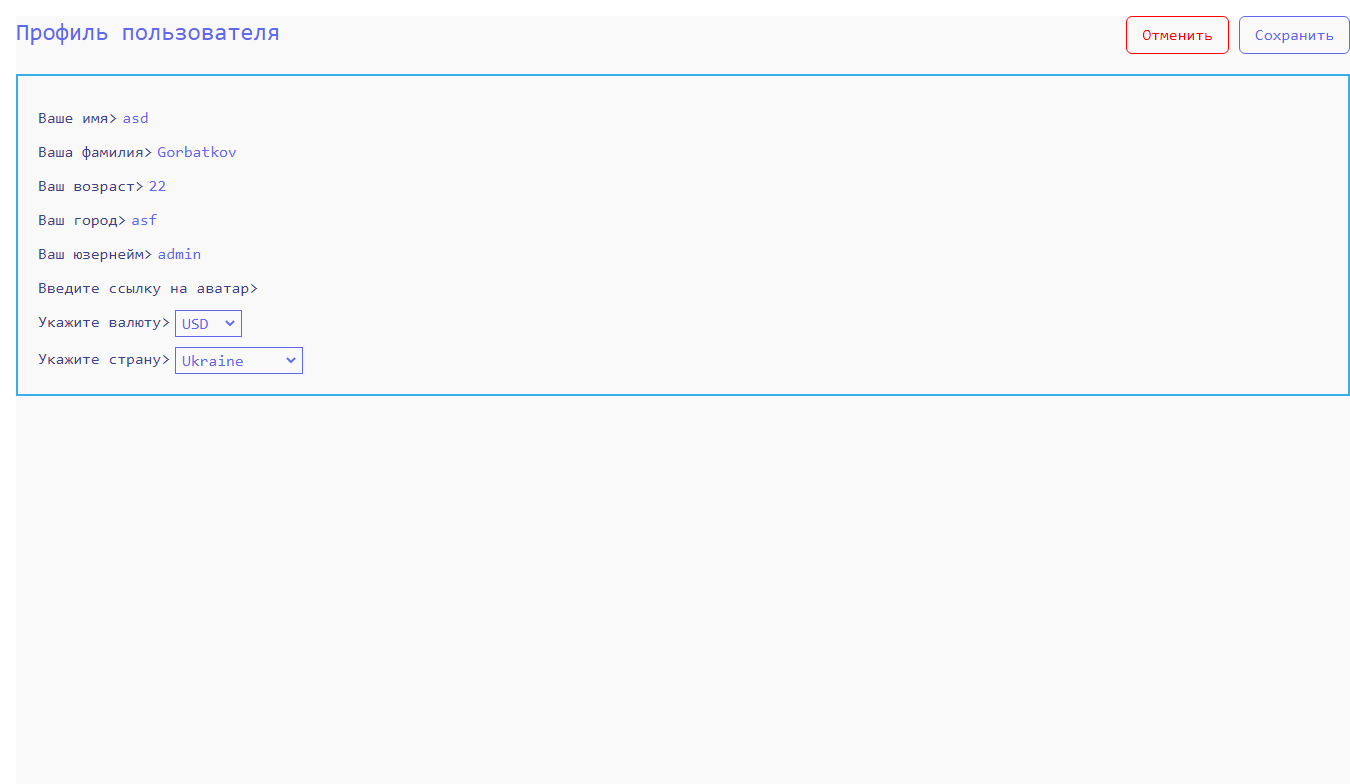 Профиль пользователя
Отменить
Сохранить
Ваше имя> asd
Ваша фамилия> Gorbatkov
Ваш возраст> 22
Ваш город> asf
Ваш юзернейм> admin
Введите ссылку на аватар>
Укажите валюту> USD
Укажите страну> Ukraine